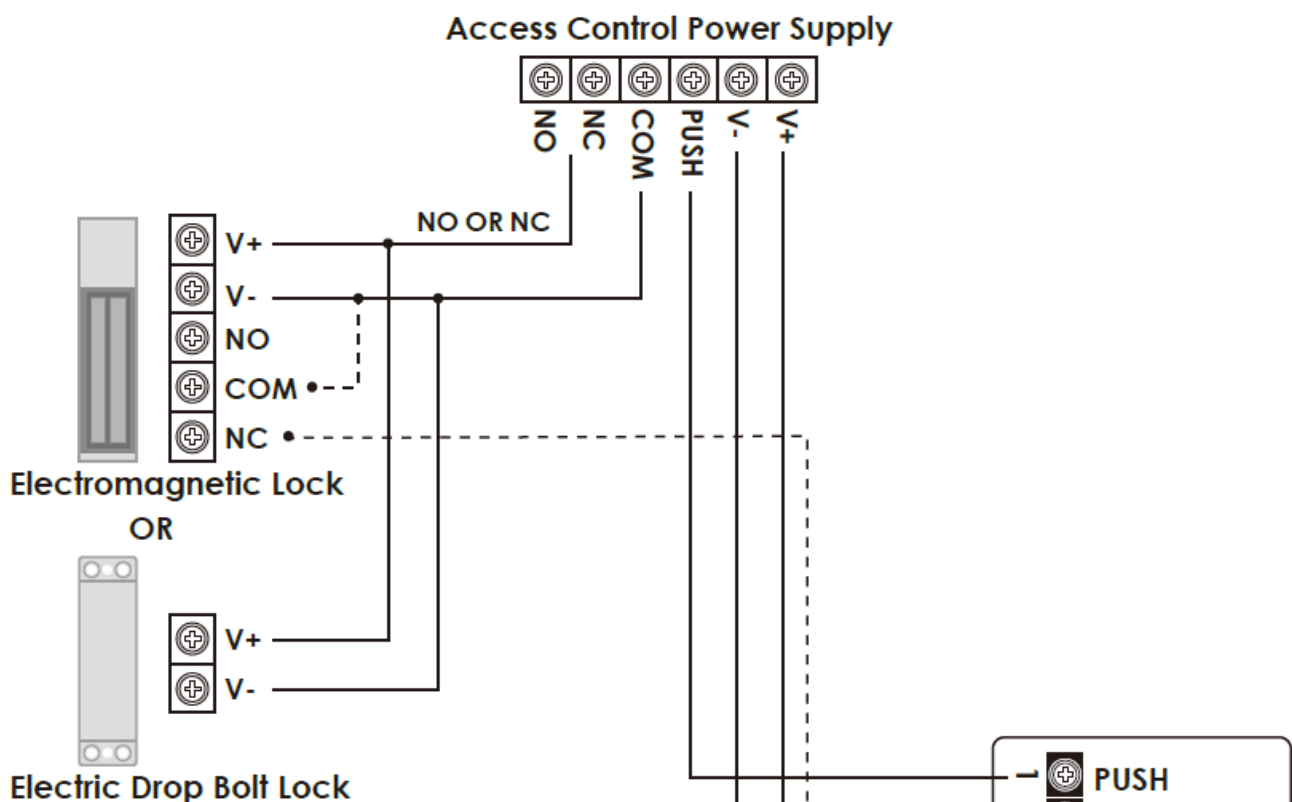 Access Control Power Supply
NO NC COM PUSH V- V+
NO OR NC
V+
V-
NO
COM
NC
Electromagnetic Lock
OR
V+
V-
Electric Drop Bolt Lock
1 PUSH